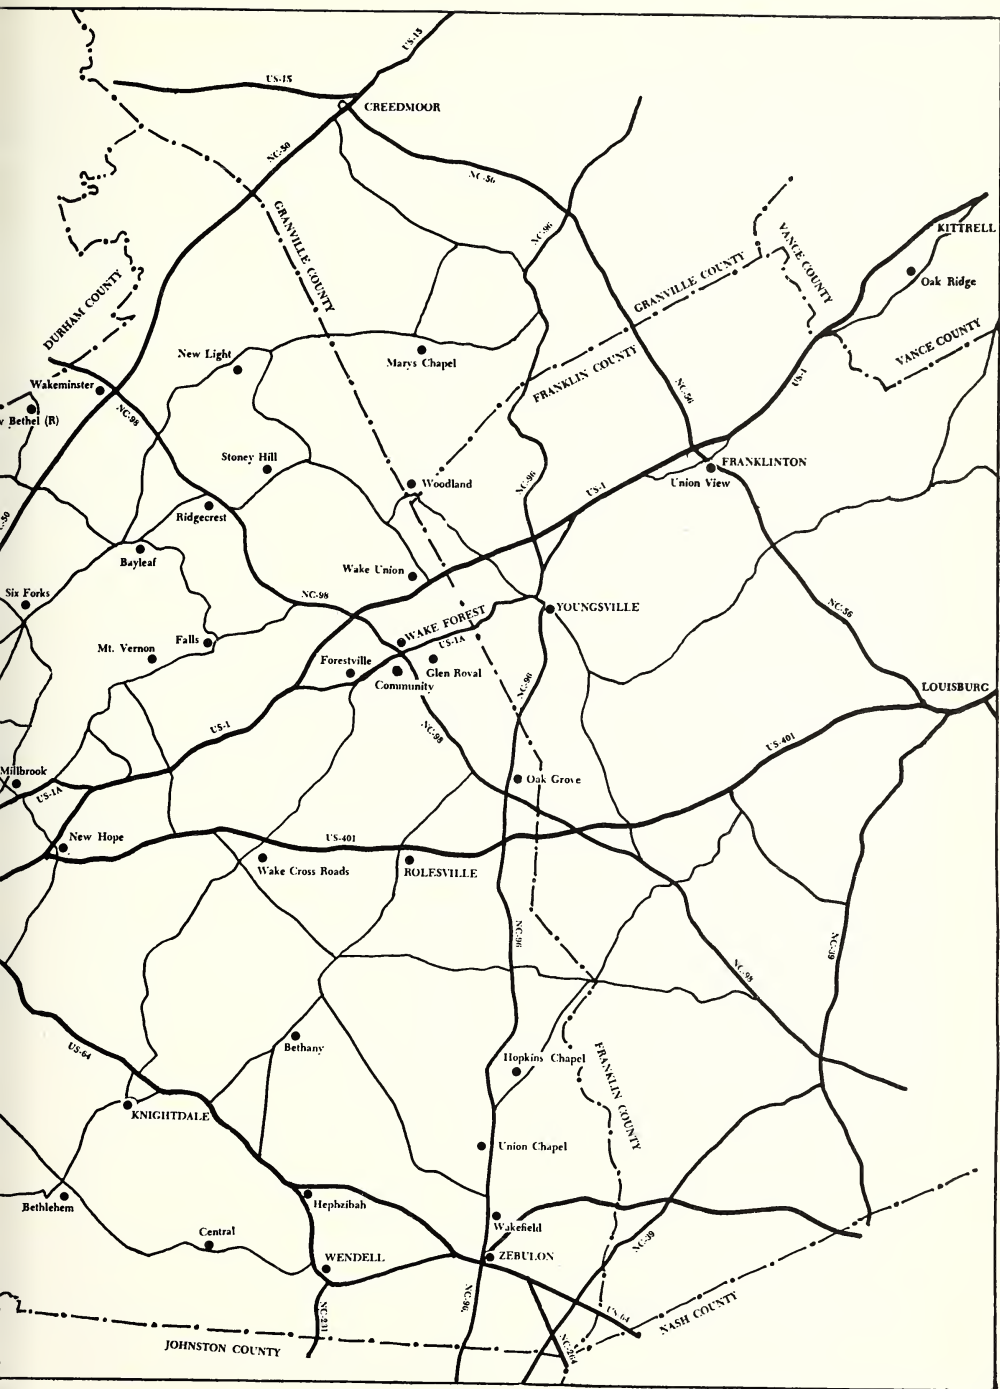 US-15
US-15
CREEDMOOR
NC-50
NC-56
GRANVILLE COUNTY
NC-96
GRANVILLE COUNTY
VANCE COUNTY
KITTRELL
Oak Ridge
DURHAM COUNTY
VANCE COUNTY
New Light
Marys Chapel
FRANKLIN COUNTY
US-1
Wakeminster
NC-98
NC-56
Bethel (R)
Stoney Hill
FRANKLINTON
Union View
Woodland
NC-96
US-1
Ridgecrest
-50
Bayleaf
Wake Union
Six Forks
NC-98
YOUNGSVILLE
NC-56
WAKE FOREST
US-1A
Falls
Mt. Vernon
Forestville
Glen Royal
Community
NC-96
LOUISBURG
US-1
NC-98
US-401
Millbrook
US-1A
Oak Grove
New Hope
US-401
Wake Cross Roads
ROLESVILLE
NC-96
NC-39
NC-98
US-64
Bethany
Hopkins Chapel
FRANKLIN COUNTY
KNIGHTDALE
Union Chapel
Bethlehem
Hephzibah
Wakefield
Central
NC-39
WENDELL
ZEBULON
NC-96
NC-231
US-64
NASH COUNTY
NC-264
JOHNSTON COUNTY